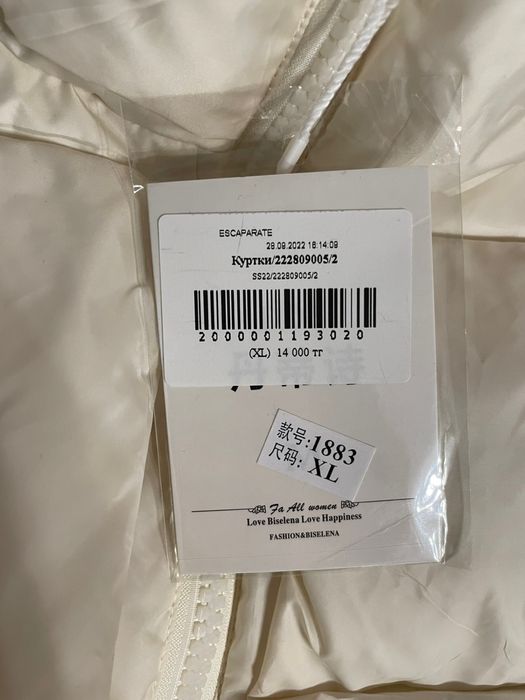 ESCAPARATE
28.09.2022 16:14:09
Куртки/222809005/2
SS22/222809005/2
2000001193020
(XL) 14 000 тг
款号:1883
尺码: XL
Fa All women
Love Biselena Love Happiness
FASHION&BISELENA